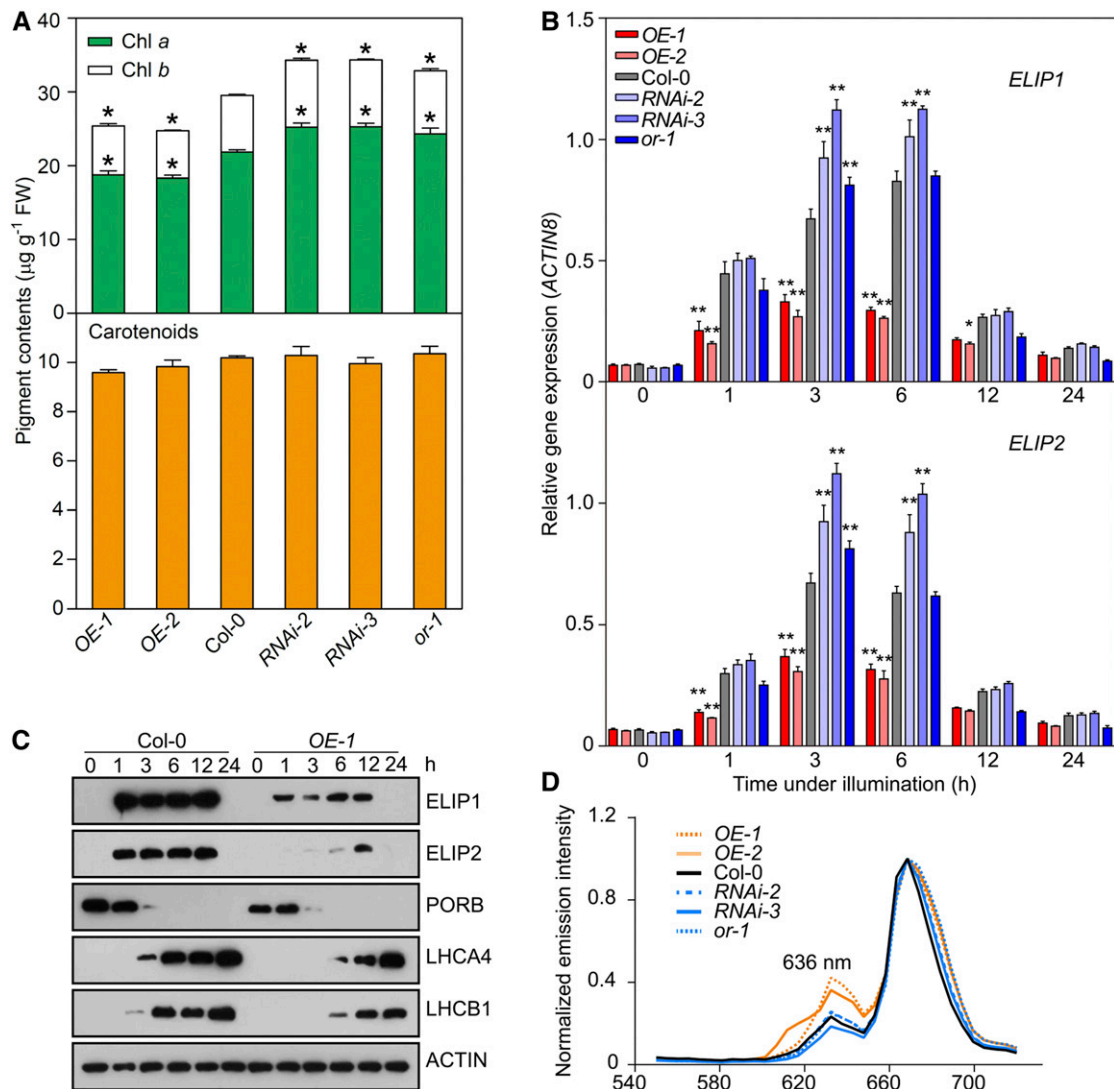 A
Chl a
Chl b
40
30
20
10
0
Pigment contents (µg g-1 FW)
* * * * *
* * * * *
Carotenoids
10
8
6
4
2
0
OE-1 OE-2 Col-0 RNAi-2 RNAi-3 or-1
B
1.5
1.0
0.5
0
OE-1
OE-2
Col-0
RNAi-2
RNAi-3
or-1
ELIP1
** ** ** ** ** ** ** ** ** ** ** ** *
0 1 3 6 12 24
Relative gene expression (ACTIN8)
ELIP2
1.0
0.5
0
** ** ** ** ** ** ** ** ** ** **
0 1 3 6 12 24
Time under illumination (h)
C
Col-0 OE-1
0 1 3 6 12 24 0 1 3 6 12 24 h
ELIP1
ELIP2
PORB
LHCA4
LHCB1
ACTIN
D
Normalized emission intensity
1.2
0.8
0.4
0
OE-1
OE-2
Col-0
RNAi-2
RNAi-3
or-1
636 nm
540 580 620 660 700